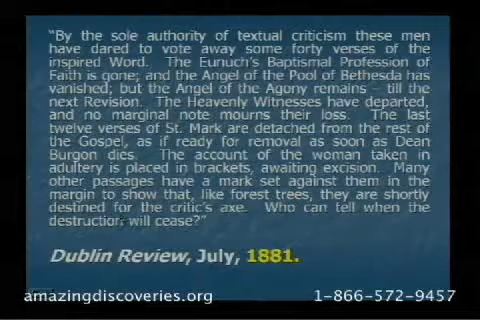 “By the sole authority of textual criticism these men
have dared to vote away some forty verses of the
inspired Word. The Eunuch's Baptismal Profession of
Faith is gone; and the Angel of the Pool of Bethesda has
vanished; but the Angel of the Agony remains – till the
next Revision. The Heavenly Witnesses have departed,
and no marginal note mourns their loss. The last
twelve verses of St. Mark are detached from the rest of
the Gospel, as if ready for removal as soon as Dean
Burgon dies. The account of the woman taken in
adultery is placed in brackets, awaiting excision. Many
other passages have a mark set against them in the
margin to show that, like forest trees, they are shortly
destined for the critic's axe. Who can tell when the
destruction will cease?”
Dublin Review, July, 1881.
amazingdiscoveries.org 1-866-572-9457